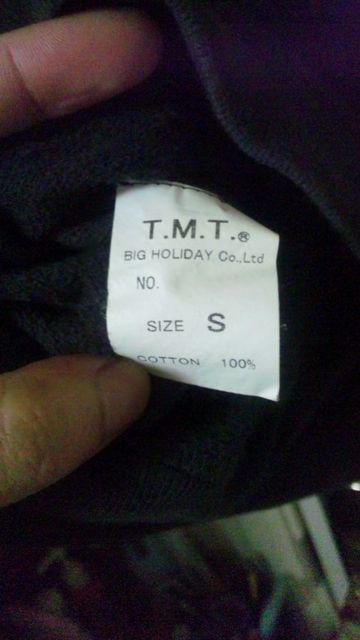 T.M.T.®
BIG HOLIDAY Co.,Ltd
NO.
SIZE S
COTTON 100%